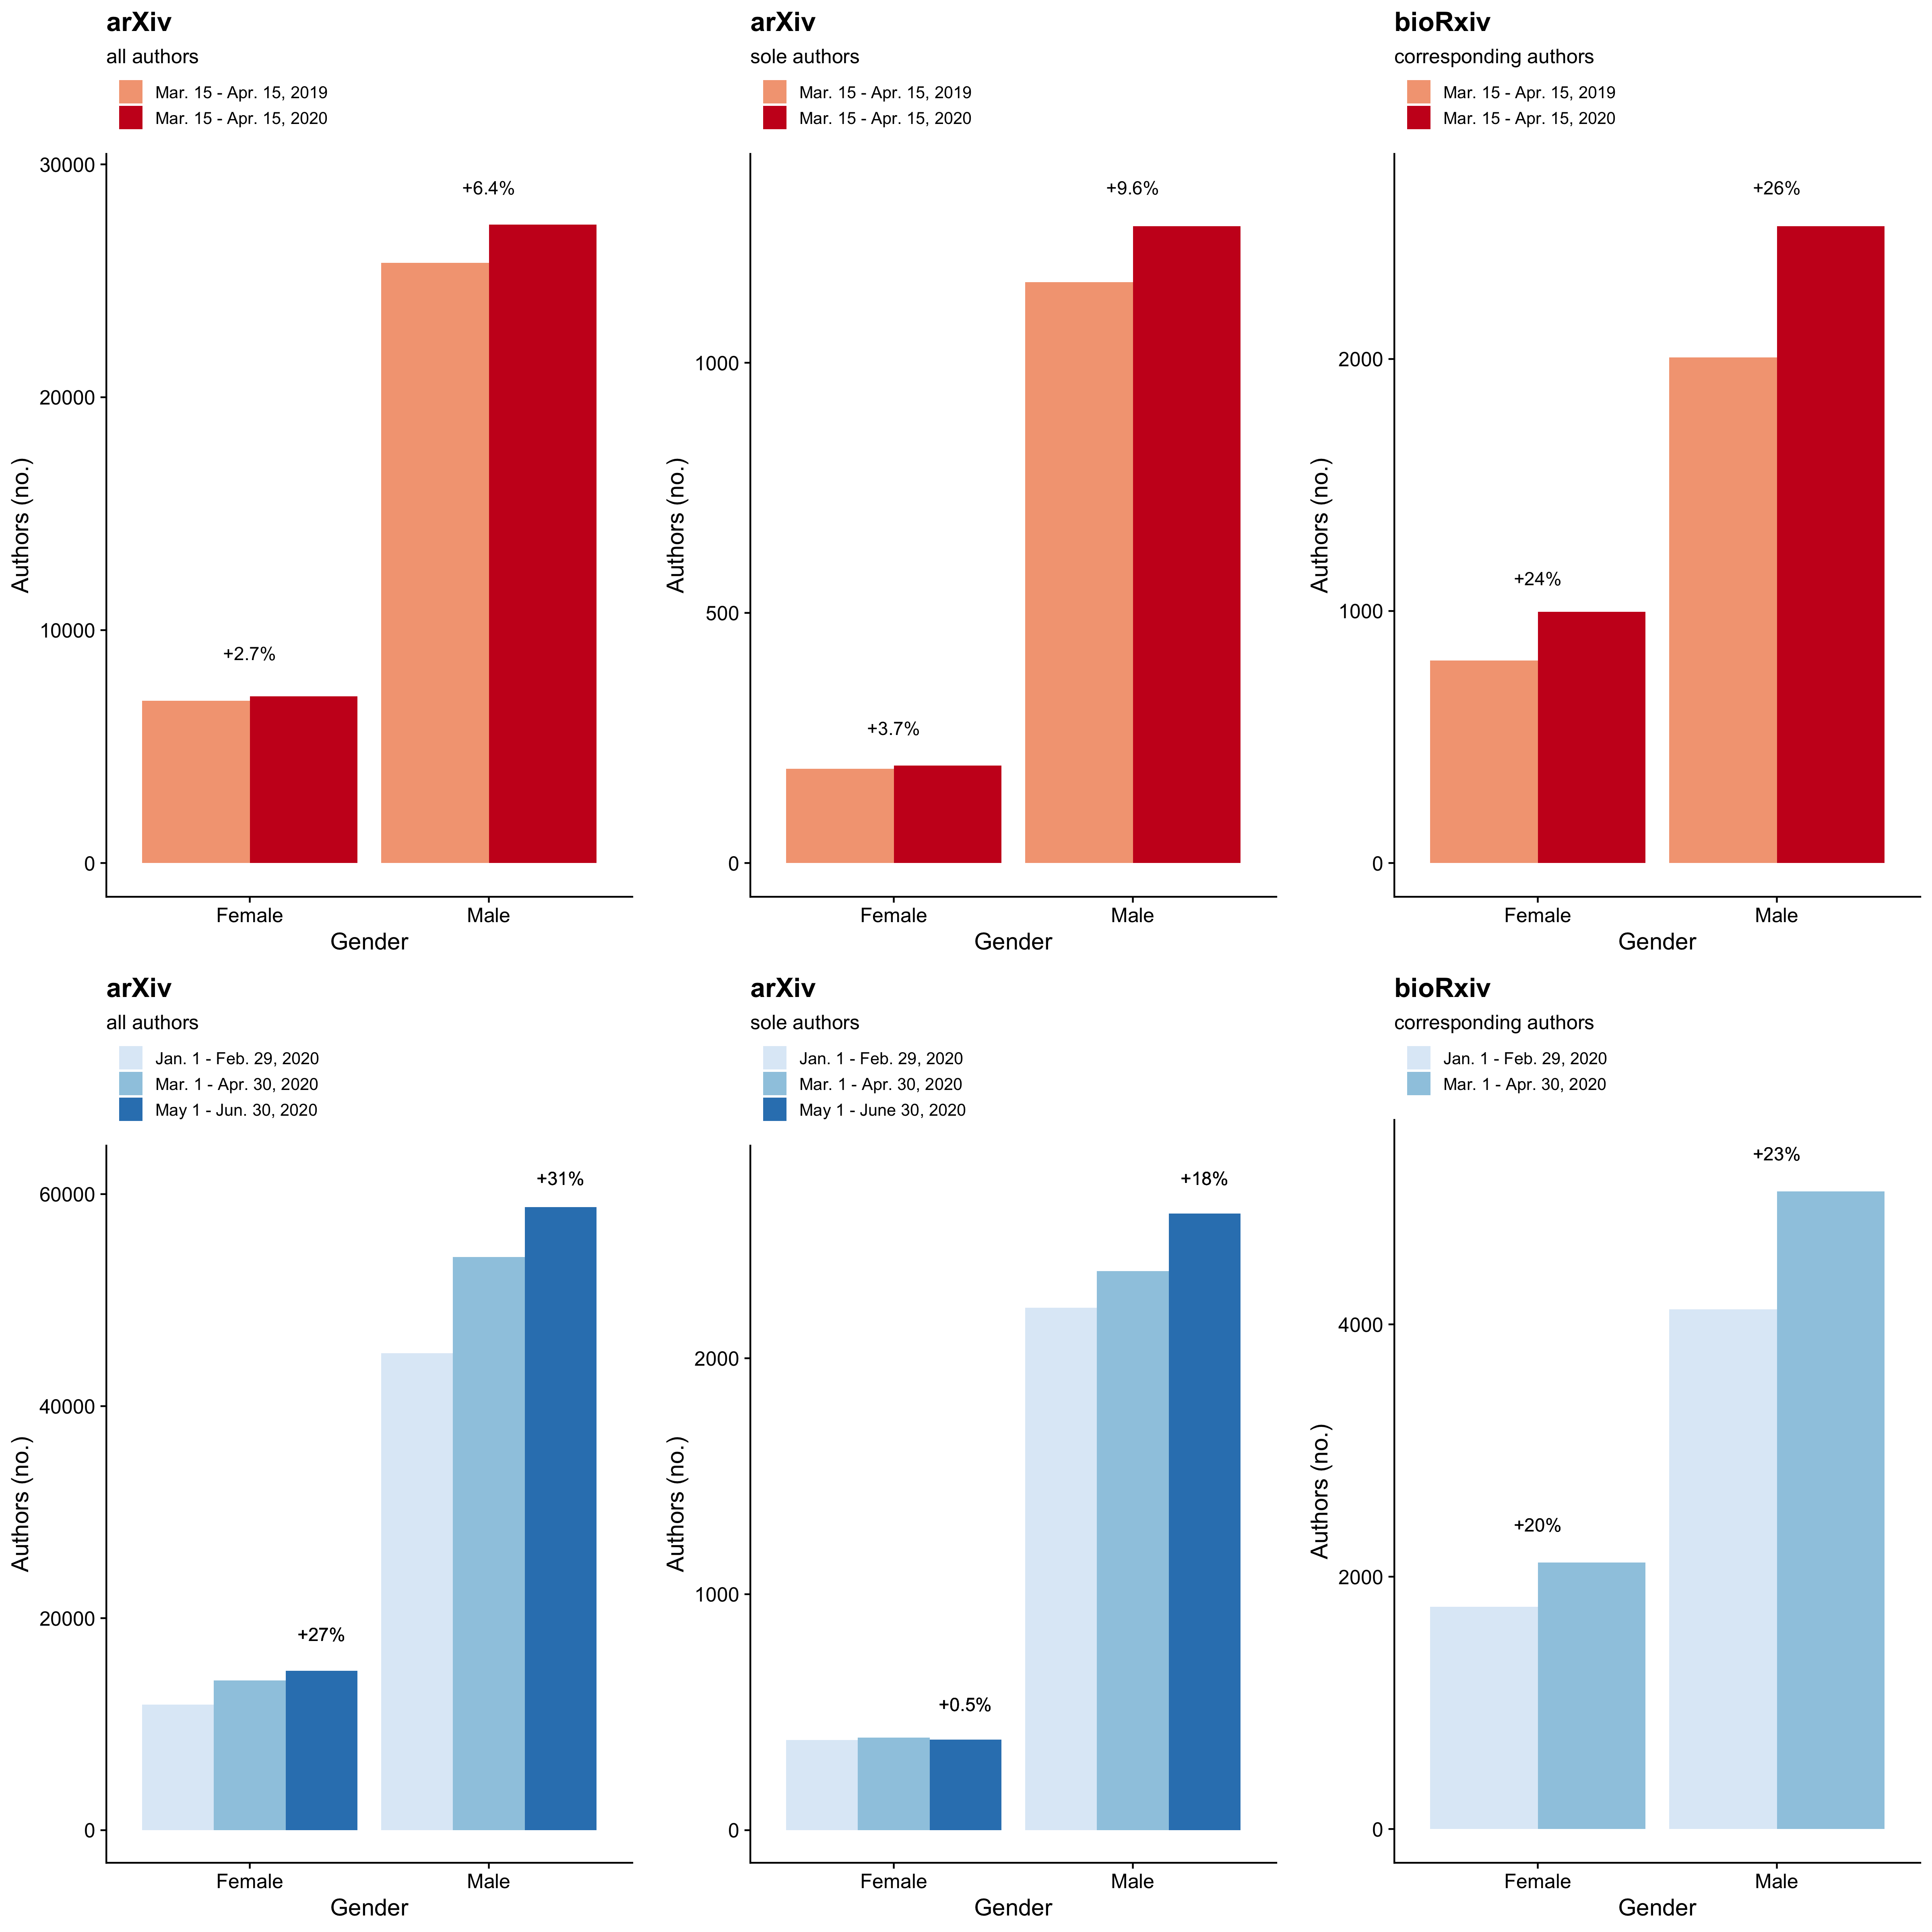 arXiv
all authors
Mar. 15 - Apr. 15, 2019
Mar. 15 - Apr. 15, 2020
30000
20000
10000
0
Authors (no.)
+2.7%
+6.4%
Female
Male
Gender
arXiv
sole authors
Mar. 15 - Apr. 15, 2019
Mar. 15 - Apr. 15, 2020
1000
500
0
Authors (no.)
+3.7%
+9.6%
Female
Male
Gender
bioRxiv
corresponding authors
Mar. 15 - Apr. 15, 2019
Mar. 15 - Apr. 15, 2020
2000
1000
0
Authors (no.)
+24%
+26%
Female
Male
Gender
arXiv
all authors
Jan. 1 - Feb. 29, 2020
Mar. 1 - Apr. 30, 2020
May 1 - Jun. 30, 2020
60000
40000
20000
0
Authors (no.)
+27%
+31%
Female
Male
Gender
arXiv
sole authors
Jan. 1 - Feb. 29, 2020
Mar. 1 - Apr. 30, 2020
May 1 - June 30, 2020
2000
1000
0
Authors (no.)
+0.5%
+18%
Female
Male
Gender
bioRxiv
corresponding authors
Jan. 1 - Feb. 29, 2020
Mar. 1 - Apr. 30, 2020
4000
2000
0
Authors (no.)
+20%
+23%
Female
Male
Gender